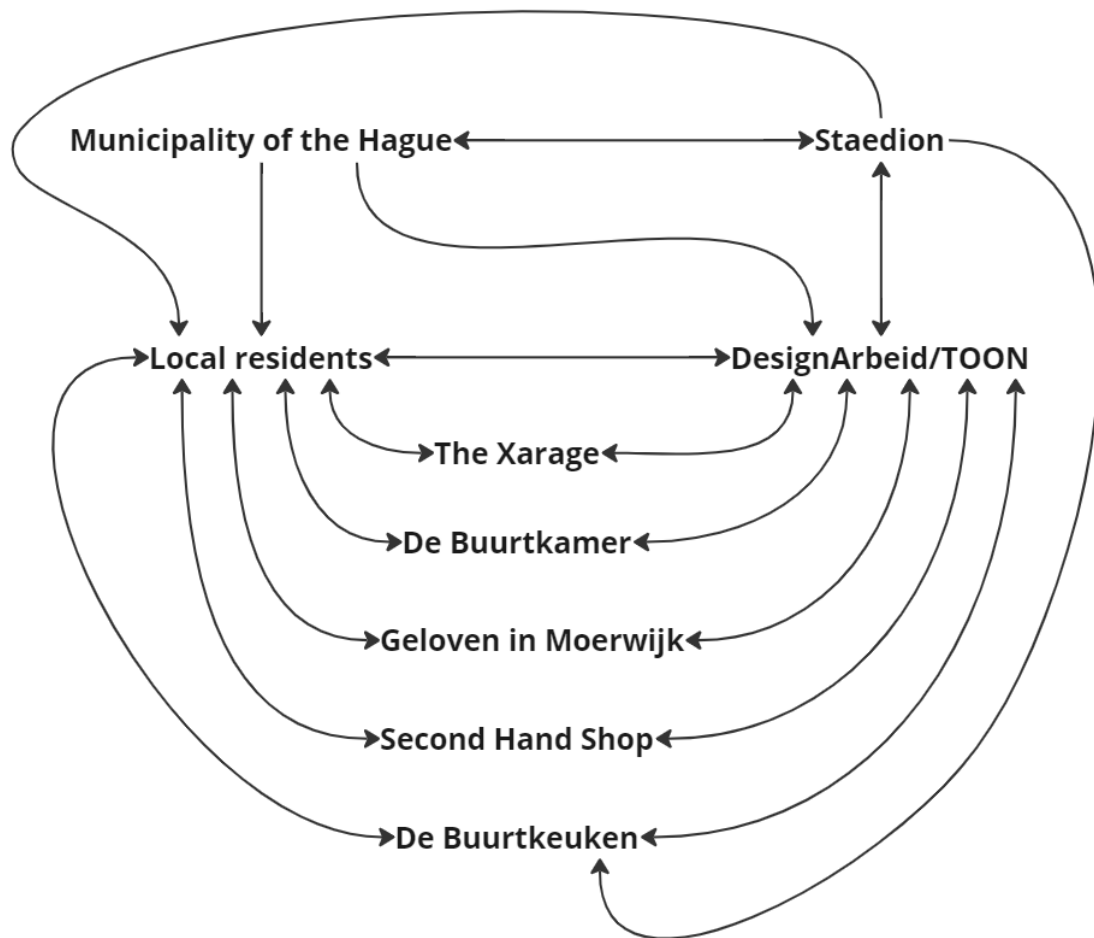 Municipality of the Hague
Staedion
Local residents
DesignArbeid/TOON
The Xarage
De Buurtkamer
Geloven in Moerwijk
Second Hand Shop
De Buurtkeuken